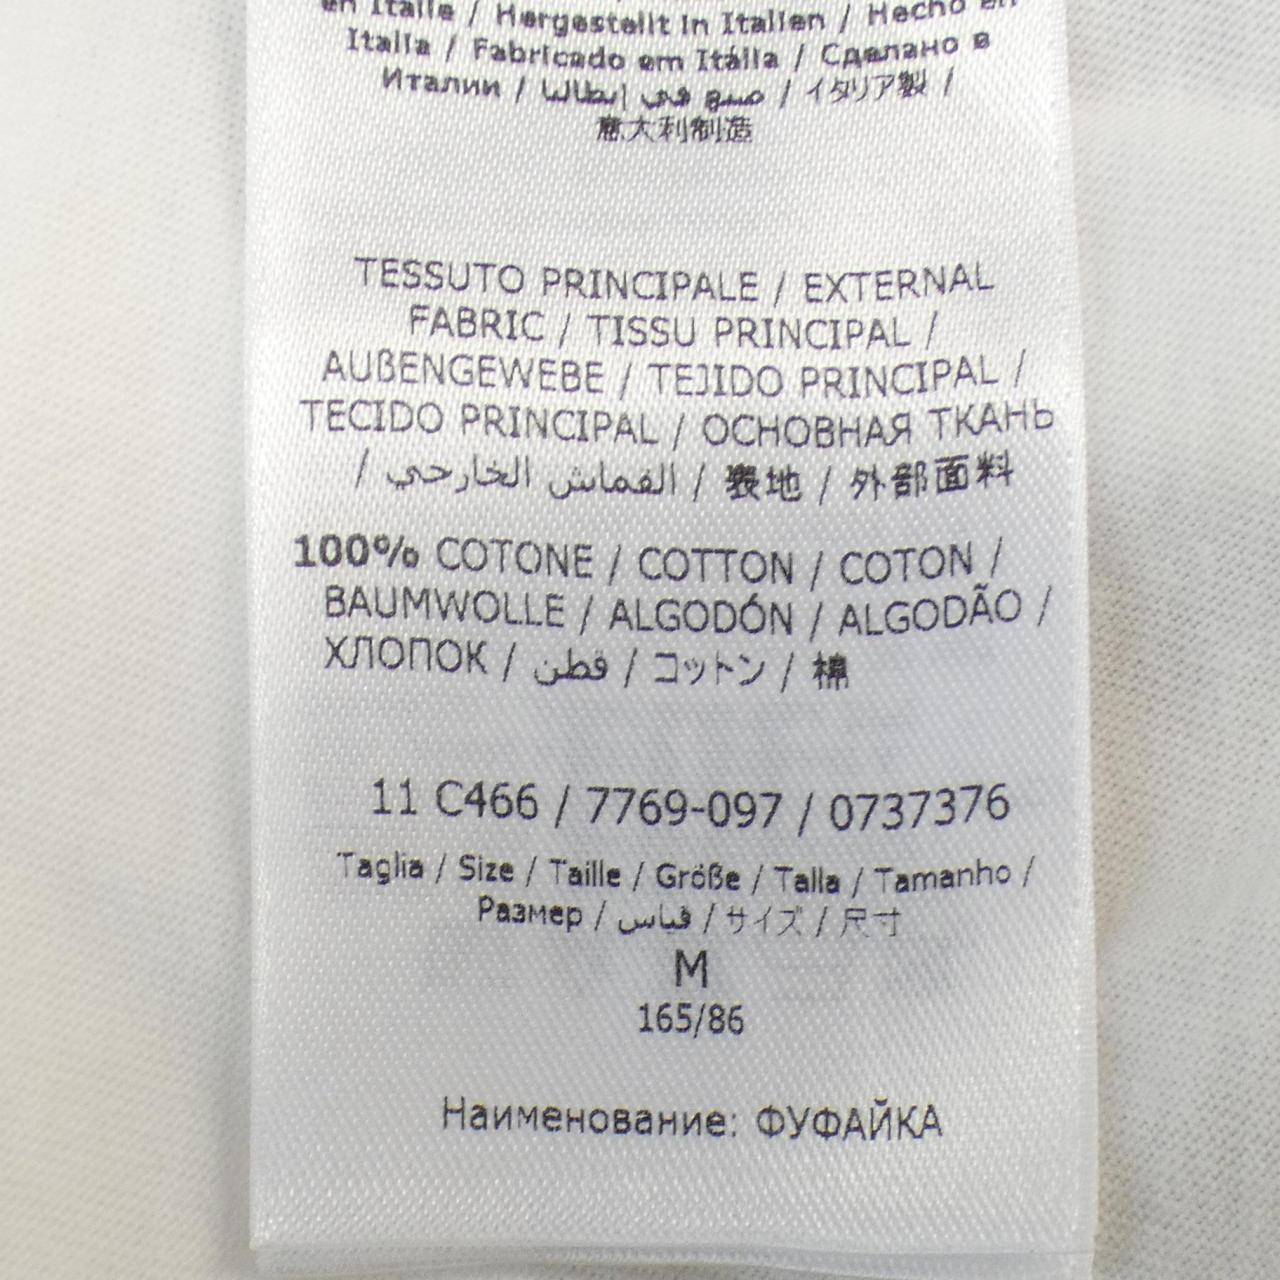 en Italie / Hergestellt in Italien / Hecho en
Italia / Fabricado em Itália / Сделано в
Италии / صنع في إيطاليا / イタリア製 /
意大利制造
TESSUTO PRINCIPALE / EXTERNAL
FABRIC / TISSU PRINCIPAL /
AUßENGEWEBE / TEJIDO PRINCIPAL /
TECIDO PRINCIPAL / ОСНОВНАЯ ТКАНЬ
/ القماش الخارجي / 表地 / 外部面料
100% COTONE / COTTON / COTON /
BAUMWOLLE / ALGODÓN / ALGODÃO /
ХЛОПОК / قطن / コットン / 棉
11 C466 / 7769-097 / 0737376
Taglia / Size / Taille / Größe / Talla / Tamanho /
Размер / قياس / サイズ / 尺寸
M
165/86
Наименование: ФУФАЙКА